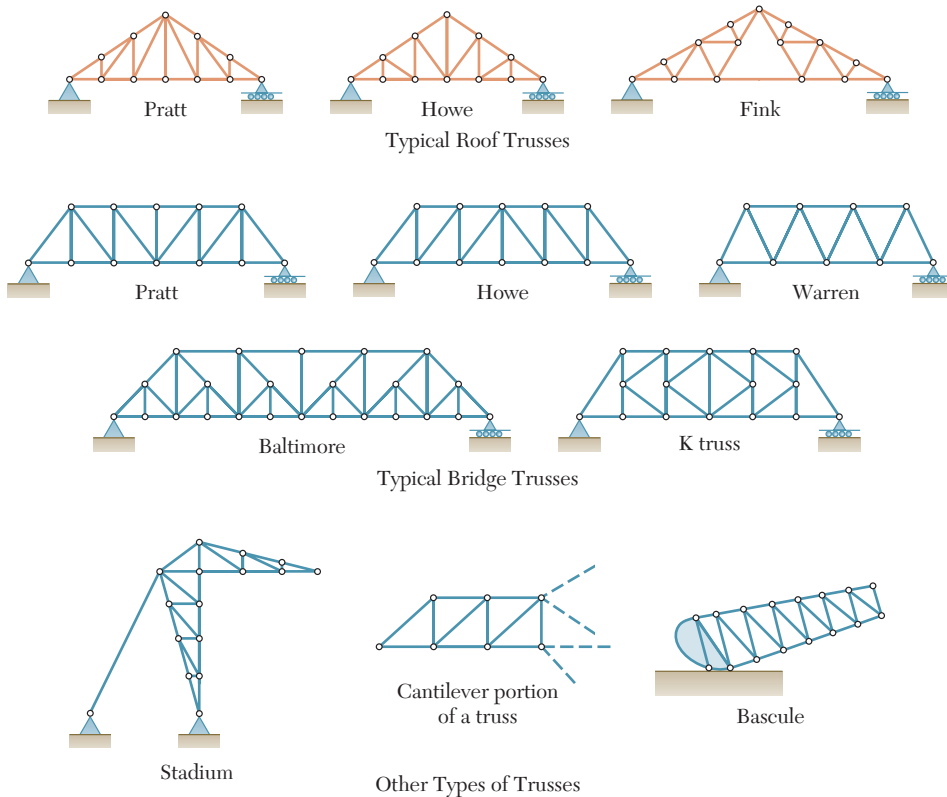 Pratt
Howe
Fink
Typical Roof Trusses
Pratt
Howe
Warren
Baltimore
K truss
Typical Bridge Trusses
Stadium
Cantilever portion
of a truss
Bascule
Other Types of Trusses